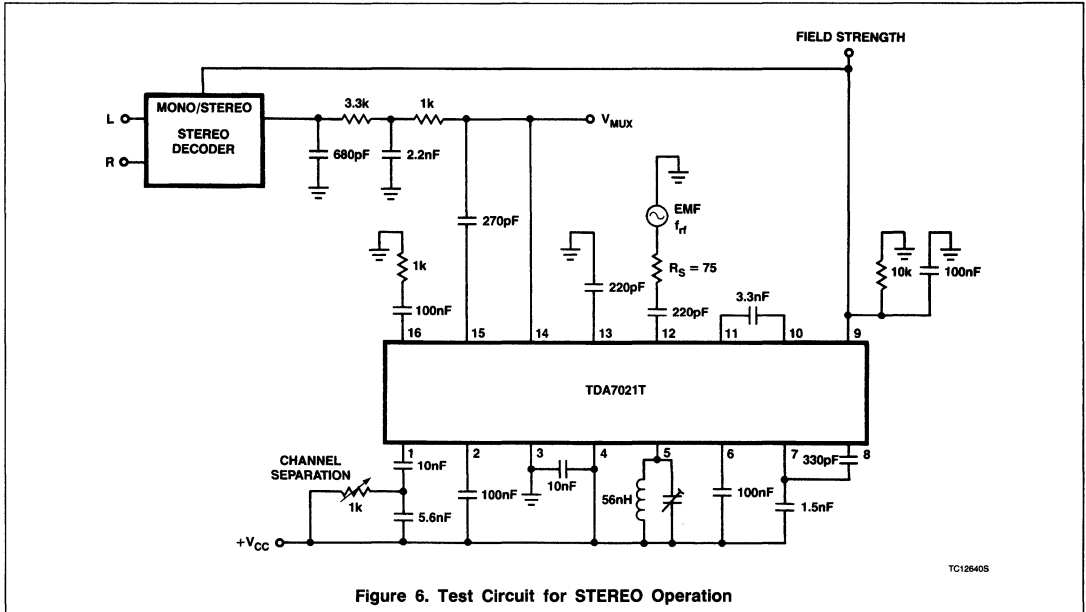 FIELD STRENGTH
MONO/STEREO
STEREO
DECODER
L
R
3.3k
1k
VMUX
680pF
2.2nF
270pF
EMF
frf
RS = 75
1k
100nF
220pF
220pF
3.3nF
10k
100nF
16
15
14
13
12
11
10
9
TDA7021T
1
2
3
4
5
6
7
8
CHANNEL
SEPARATION
1k
10nF
5.6nF
100nF
10nF
56nH
100nF
330pF
1.5nF
+VCC
TC12640S
Figure 6. Test Circuit for STEREO Operation